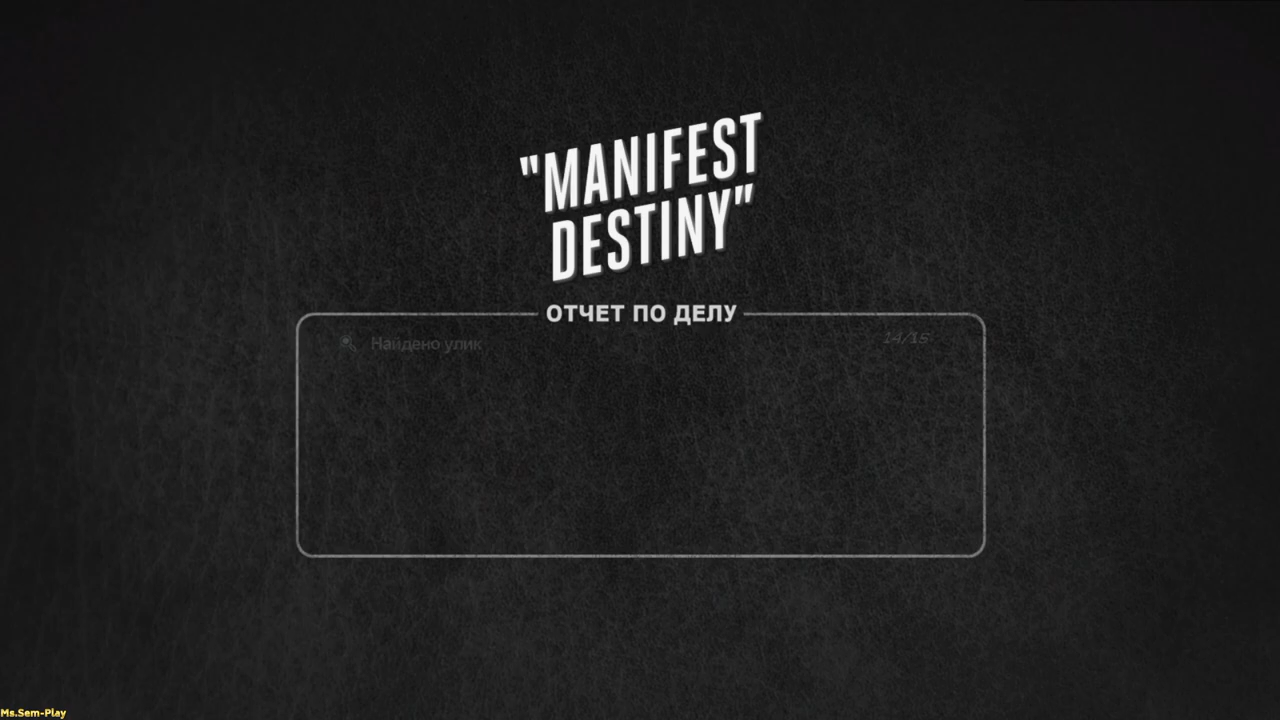 "MANIFEST
DESTINY"
ОТЧЕТ ПО ДЕЛУ
Найдено улик 14/15
Ms.Sem-Play